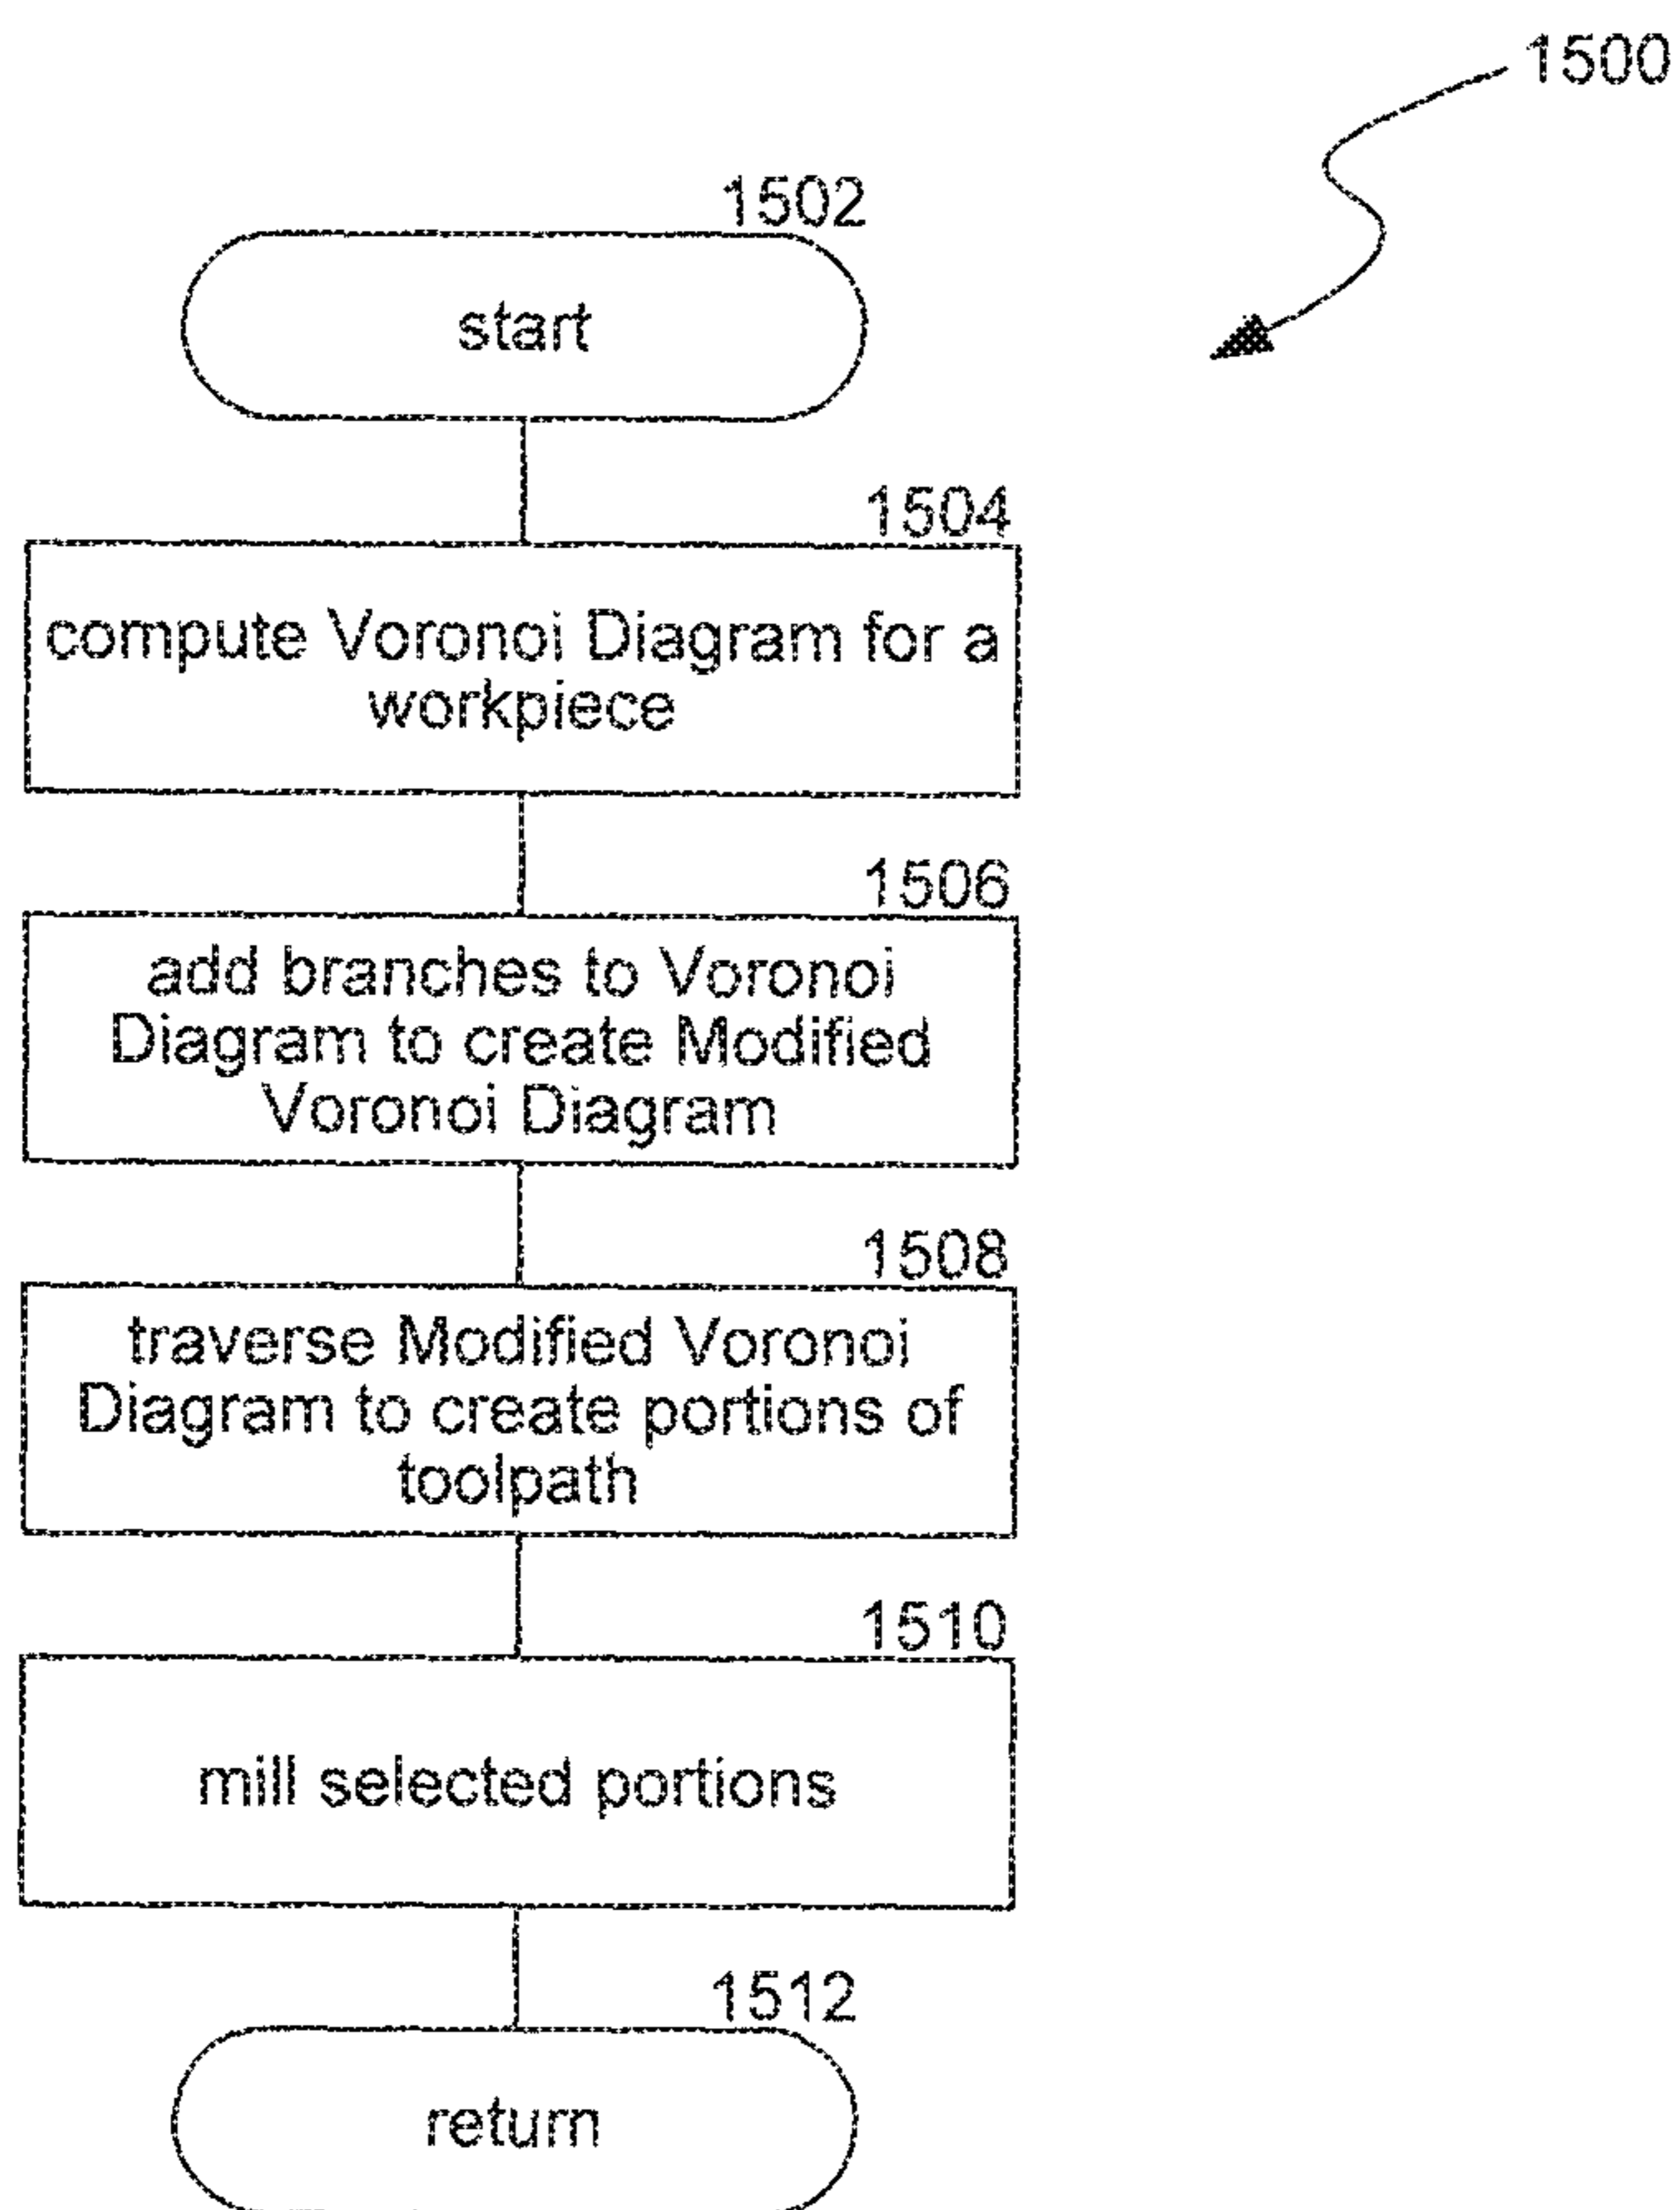 1500
1502
start
1504
compute Voronoi Diagram for a
workpiece
1506
add branches to Voronoi
Diagram to create Modified
Voronoi Diagram
1508
traverse Modified Voronoi
Diagram to create portions of
toolpath
1510
mill selected portions
1512
return